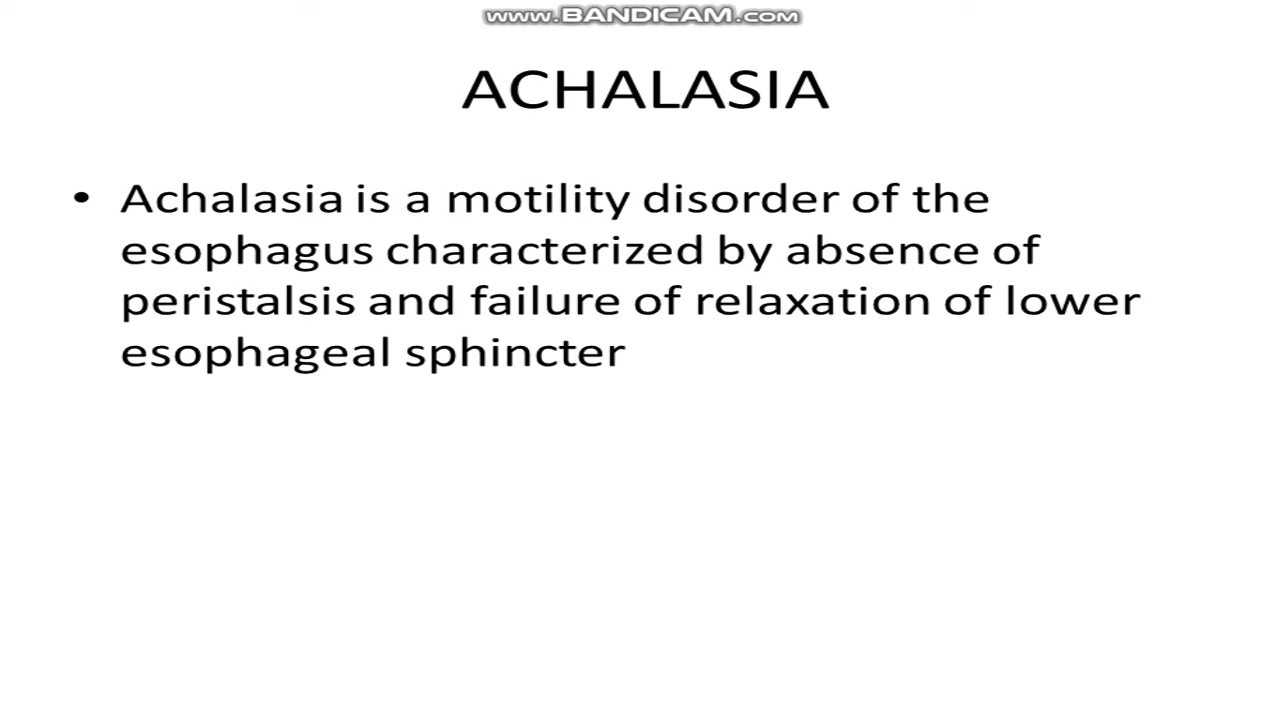 www.BANDICAM.com
ACHALASIA
• Achalasia is a motility disorder of the
esophagus characterized by absence of
peristalsis and failure of relaxation of lower
esophageal sphincter